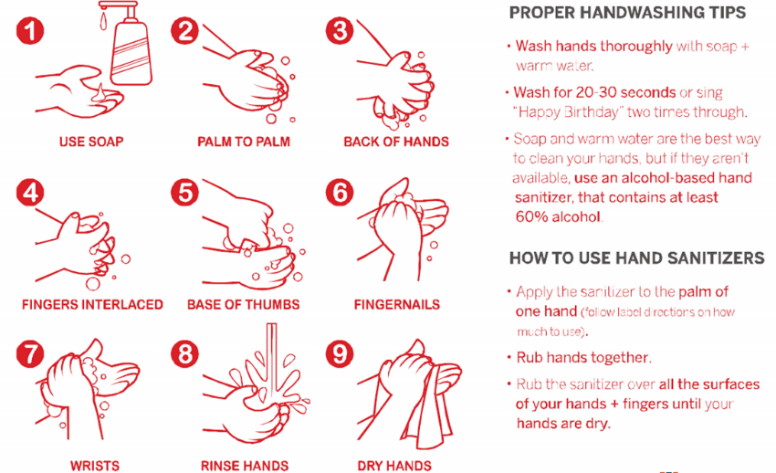 1
USE SOAP
2
PALM TO PALM
3
BACK OF HANDS
4
FINGERS INTERLACED
5
BASE OF THUMBS
6
FINGERNAILS
7
WRISTS
8
RINSE HANDS
9
DRY HANDS
PROPER HANDWASHING TIPS
• Wash hands thoroughly with soap +
warm water.
• Wash for 20-30 seconds or sing
"Happy Birthday" two times through.
• Soap and warm water are the best way
to clean your hands, but if they aren't
available, use an alcohol-based hand
sanitizer, that contains at least
60% alcohol.
HOW TO USE HAND SANITIZERS
• Apply the sanitizer to the palm of
one hand (follow label directions on how
much to use).
• Rub hands together.
• Rub the sanitizer over all the surfaces
of your hands + fingers until your
hands are dry.